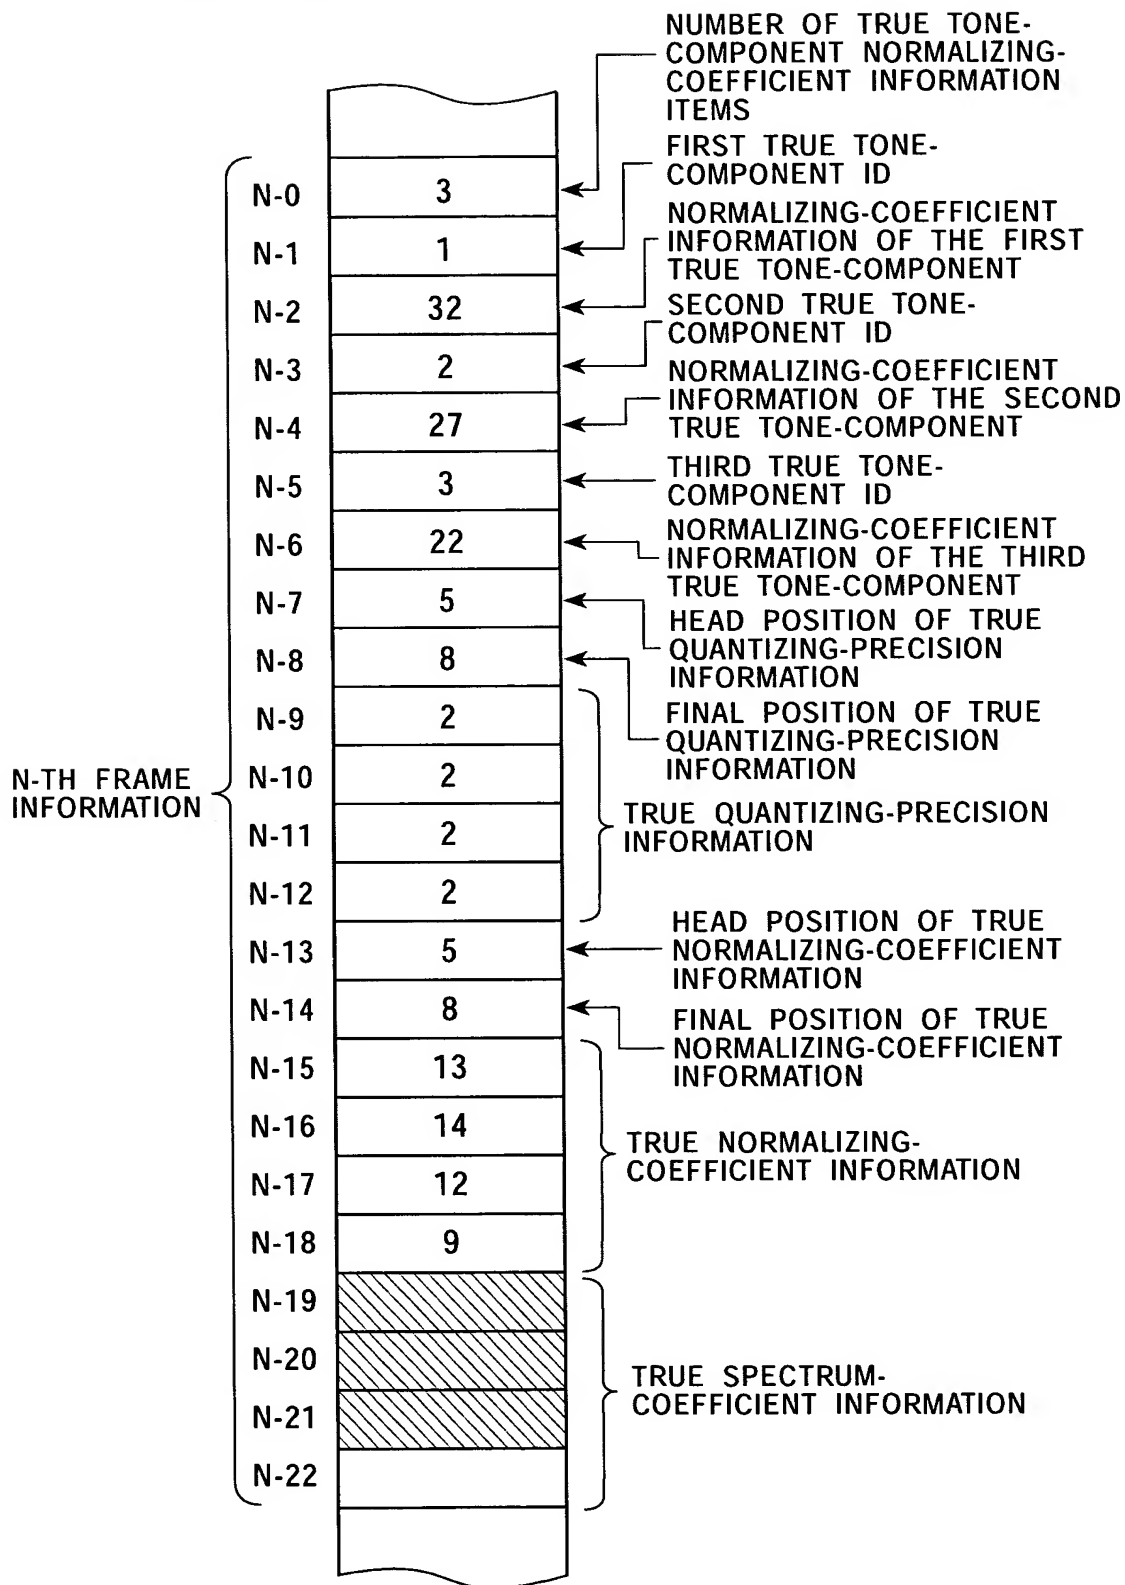 NUMBER OF TRUE TONE-
COMPONENT NORMALIZING-
COEFFICIENT INFORMATION
ITEMS
FIRST TRUE TONE-
COMPONENT ID
N-0
3
NORMALIZING-COEFFICIENT
INFORMATION OF THE FIRST
TRUE TONE-COMPONENT
N-1
1
N-2
32
SECOND TRUE TONE-
COMPONENT ID
N-3
2
NORMALIZING-COEFFICIENT
INFORMATION OF THE SECOND
TRUE TONE-COMPONENT
N-4
27
THIRD TRUE TONE-
COMPONENT ID
N-5
3
NORMALIZING-COEFFICIENT
INFORMATION OF THE THIRD
TRUE TONE-COMPONENT
N-6
22
N-7
5
HEAD POSITION OF TRUE
QUANTIZING-PRECISION
INFORMATION
N-8
8
FINAL POSITION OF TRUE
QUANTIZING-PRECISION
INFORMATION
N-9
2
N-TH FRAME
INFORMATION
N-10
2
TRUE QUANTIZING-PRECISION
INFORMATION
N-11
2
N-12
2
HEAD POSITION OF TRUE
NORMALIZING-COEFFICIENT
INFORMATION
N-13
5
N-14
8
FINAL POSITION OF TRUE
NORMALIZING-COEFFICIENT
INFORMATION
N-15
13
N-16
14
TRUE NORMALIZING-
COEFFICIENT INFORMATION
N-17
12
N-18
9
N-19
N-20
TRUE SPECTRUM-
COEFFICIENT INFORMATION
N-21
N-22